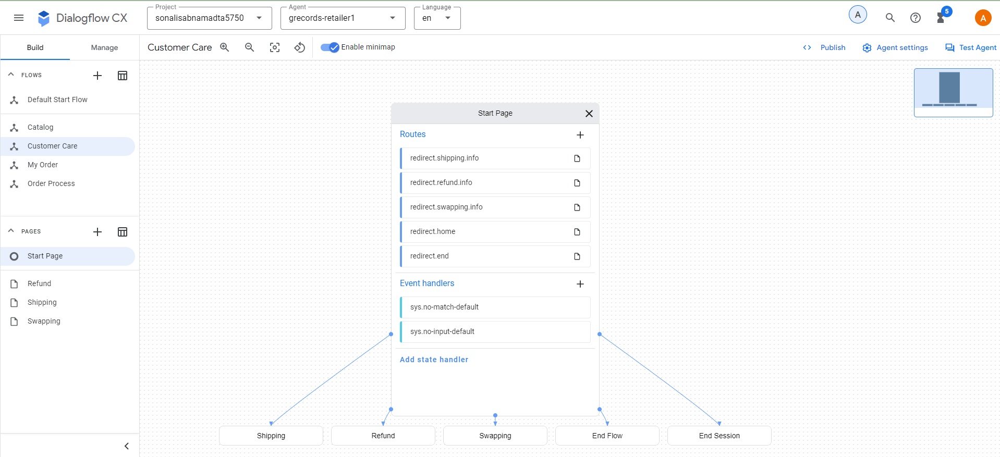 Dialogflow CX
Project
sonalisabnamadta5750
Agent
grecords-retailer1
Language
en
A
5
A
Build
Manage
Customer Care
Enable minimap
Publish
Agent settings
Test Agent
FLOWS
Default Start Flow
Catalog
Customer Care
My Order
Order Process
PAGES
Start Page
Refund
Shipping
Swapping
Start Page
Routes
redirect.shipping.info
redirect.refund.info
redirect.swapping.info
redirect.home
redirect.end
Event handlers
sys.no-match-default
sys.no-input-default
Add state handler
Shipping
Refund
Swapping
End Flow
End Session